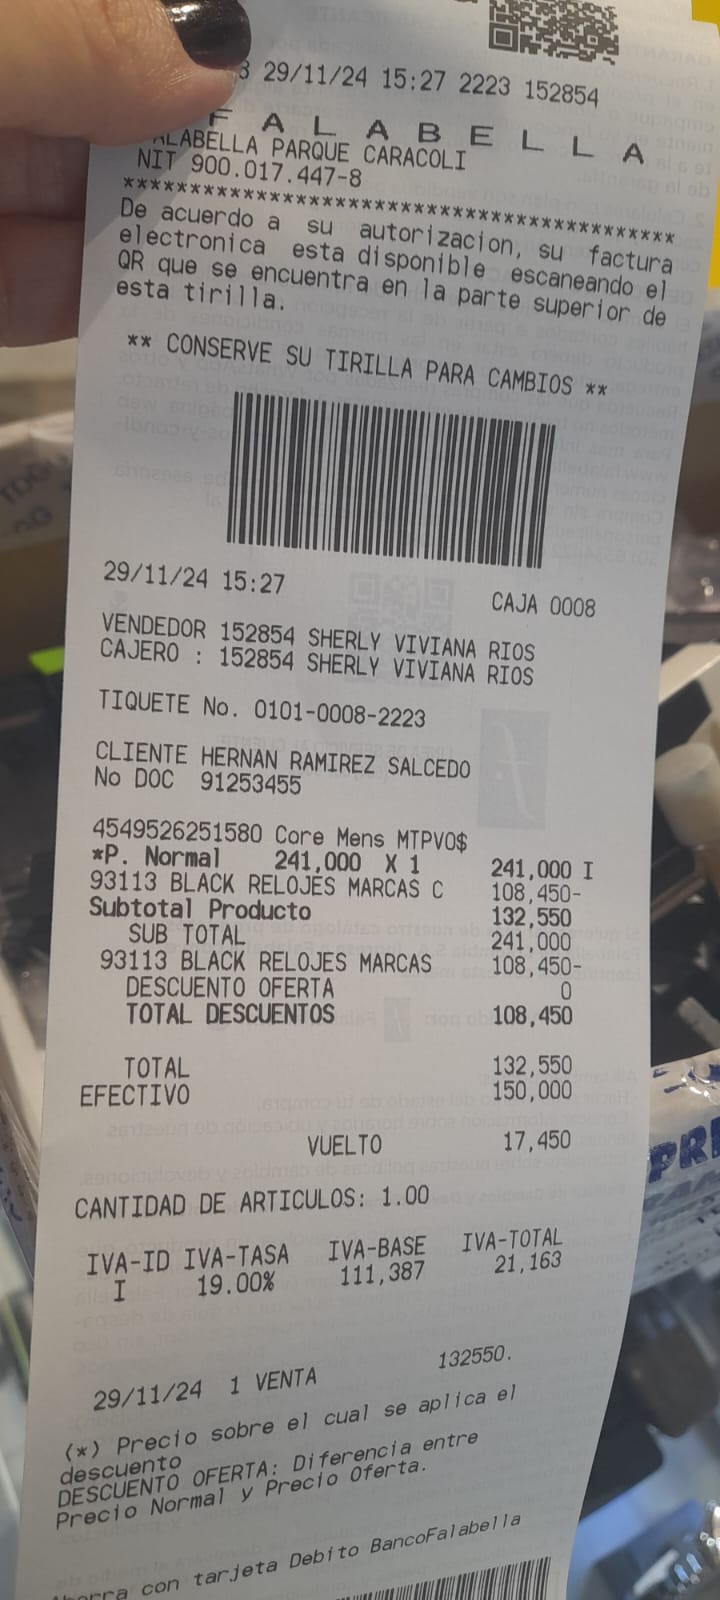 3 29/11/24 15:27 2223 152854
FALABELLA
FALABELLA PARQUE CARACOLI
NIT 900.017.447-8
******************************************
De acuerdo a su autorizacion, su factura
electronica esta disponible escaneando el
QR que se encuentra en la parte superior de
esta tirilla.
** CONSERVE SU TIRILLA PARA CAMBIOS **
29/11/24 15:27 CAJA 0008
VENDEDOR 152854 SHERLY VIVIANA RIOS
CAJERO : 152854 SHERLY VIVIANA RIOS
TIQUETE No. 0101-0008-2223
CLIENTE HERNAN RAMIREZ SALCEDO
No DOC 91253455
4549526251580 Core Mens MTPVO$
*P. Normal 241,000 X 1 241,000 I
93113 BLACK RELOJES MARCAS C 108,450-
Subtotal Producto 132,550
SUB TOTAL 241,000
93113 BLACK RELOJES MARCAS 108,450-
DESCUENTO OFERTA 0
TOTAL DESCUENTOS 108,450
TOTAL 132,550
EFECTIVO 150,000
VUELTO 17,450
CANTIDAD DE ARTICULOS: 1.00
IVA-ID IVA-TASA IVA-BASE IVA-TOTAL
I 19.00% 111,387 21,163
29/11/24 1 VENTA 132550.
(*) Precio sobre el cual se aplica el
descuento
DESCUENTO OFERTA: Diferencia entre
Precio Normal y Precio Oferta.
con tarjeta Debito BancoFalabella